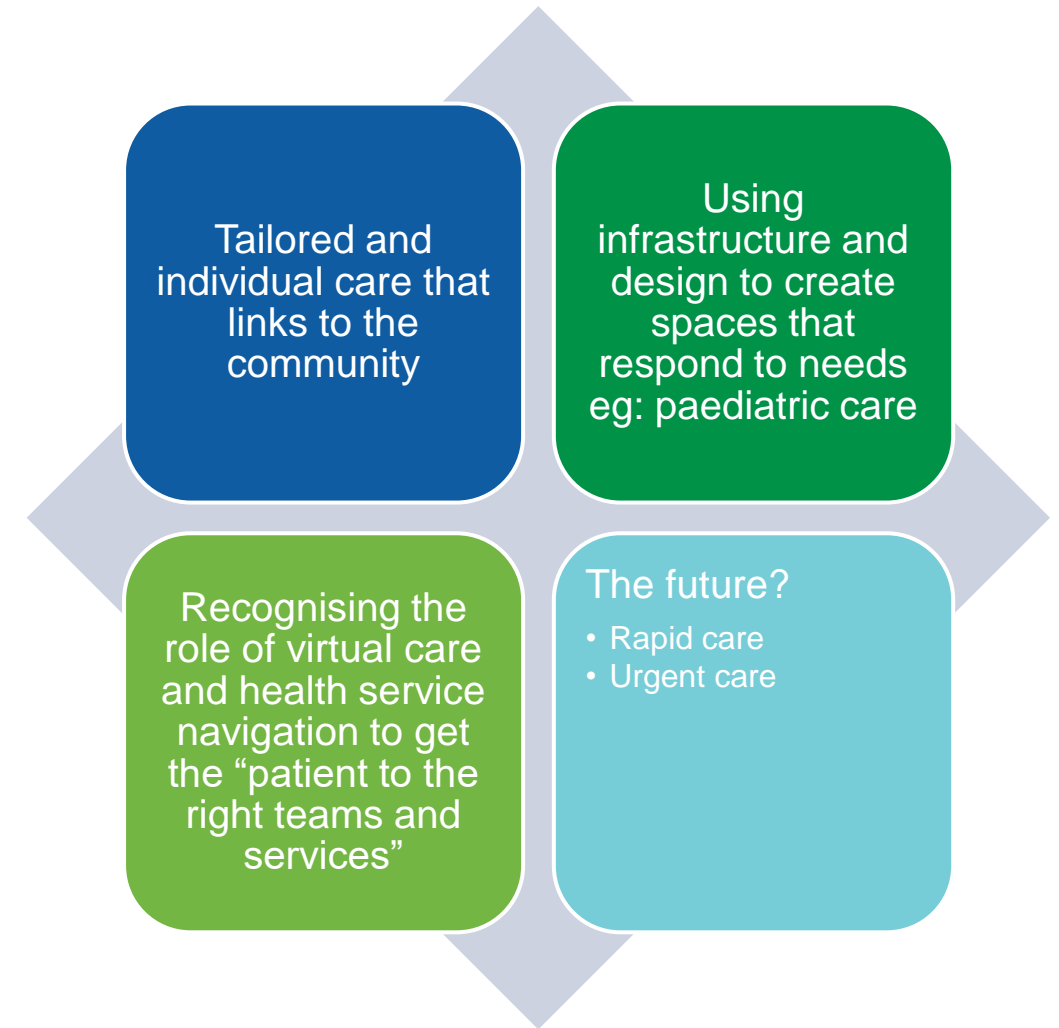 Tailored and
individual care that
links to the
community
Using
infrastructure and
design to create
spaces that
respond to needs
eg: paediatric care
Recognising the
role of virtual care
and health service
navigation to get
the “patient to the
right teams and
services”
The future?
• Rapid care
• Urgent care